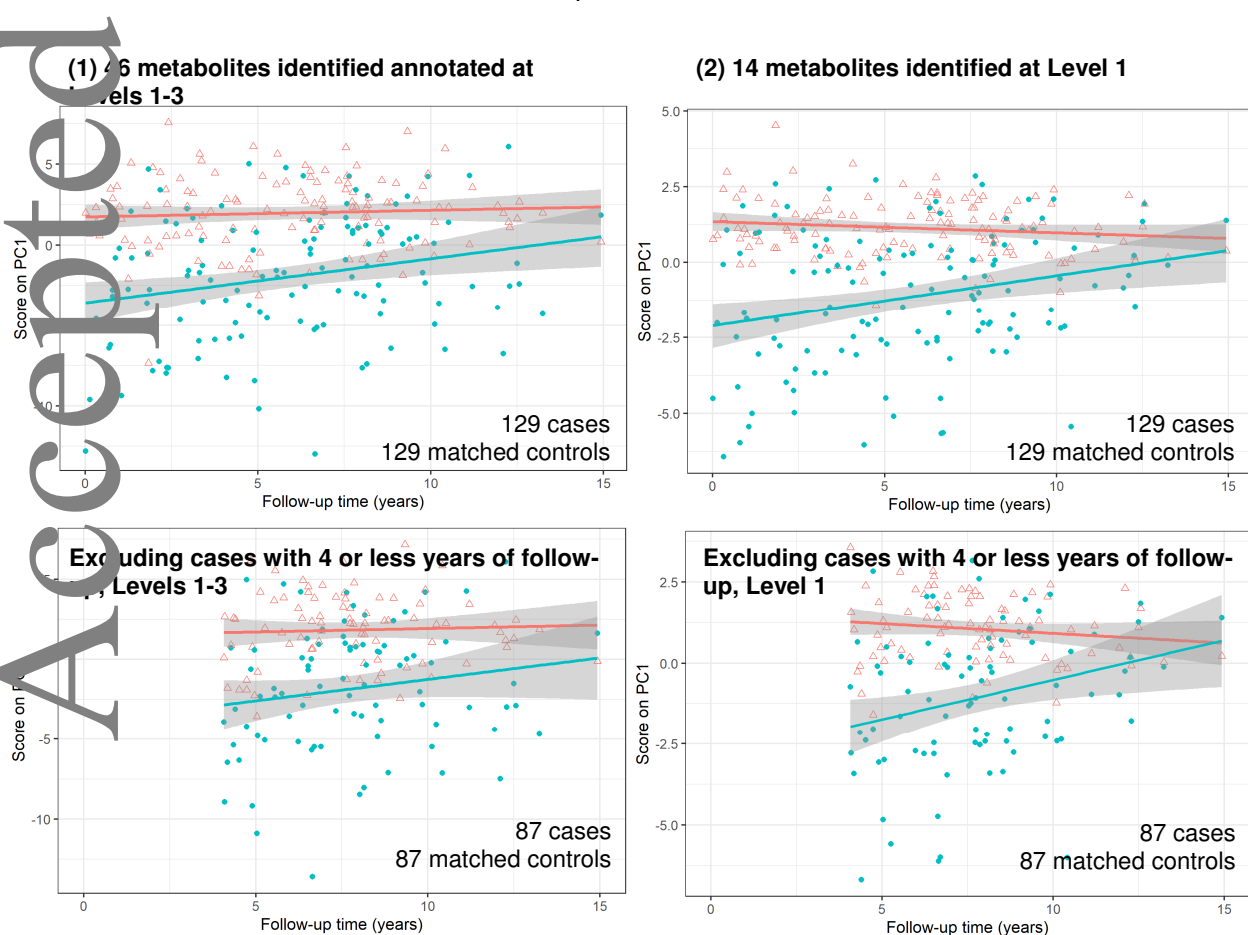 Accepted
(1) 46 metabolites identified annotated at
Levels 1-3
(2) 14 metabolites identified at Level 1
Score on PC1
5
0
-10
129 cases
129 matched controls
0 5 10 15
Follow-up time (years)
Score on PC1
5.0
2.5
0.0
-2.5
-5.0
129 cases
129 matched controls
0 5 10 15
Follow-up time (years)
Excluding cases with 4 or less years of follow-
up, Levels 1-3
Score on PC1
-5
-10
87 cases
87 matched controls
0 5 10 15
Follow-up time (years)
Excluding cases with 4 or less years of follow-
up, Level 1
Score on PC1
2.5
0.0
-2.5
-5.0
87 cases
87 matched controls
0 5 10 15
Follow-up time (years)